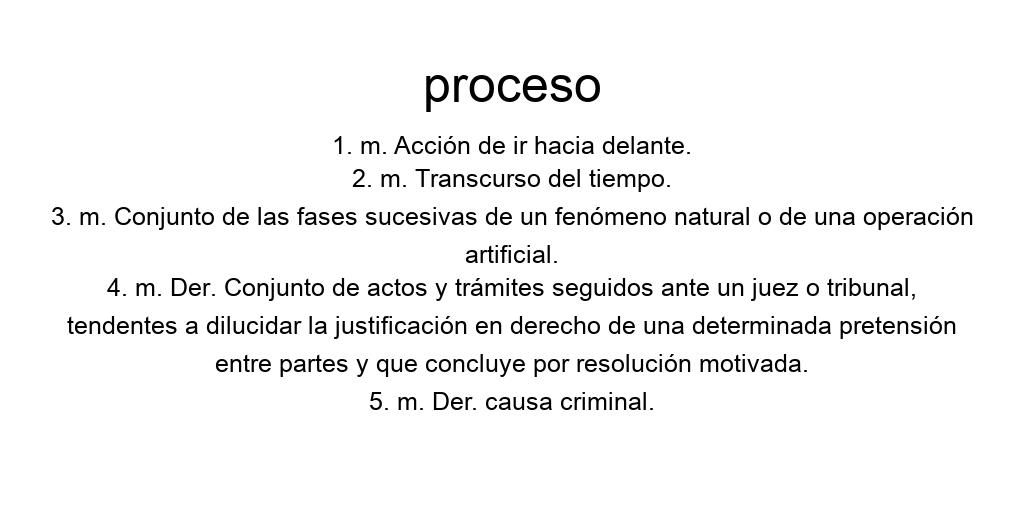 proceso
1. m. Acción de ir hacia delante.
2. m. Transcurso del tiempo.
3. m. Conjunto de las fases sucesivas de un fenómeno natural o de una operación
artificial.
4. m. Der. Conjunto de actos y trámites seguidos ante un juez o tribunal,
tendentes a dilucidar la justificación en derecho de una determinada pretensión
entre partes y que concluye por resolución motivada.
5. m. Der. causa criminal.